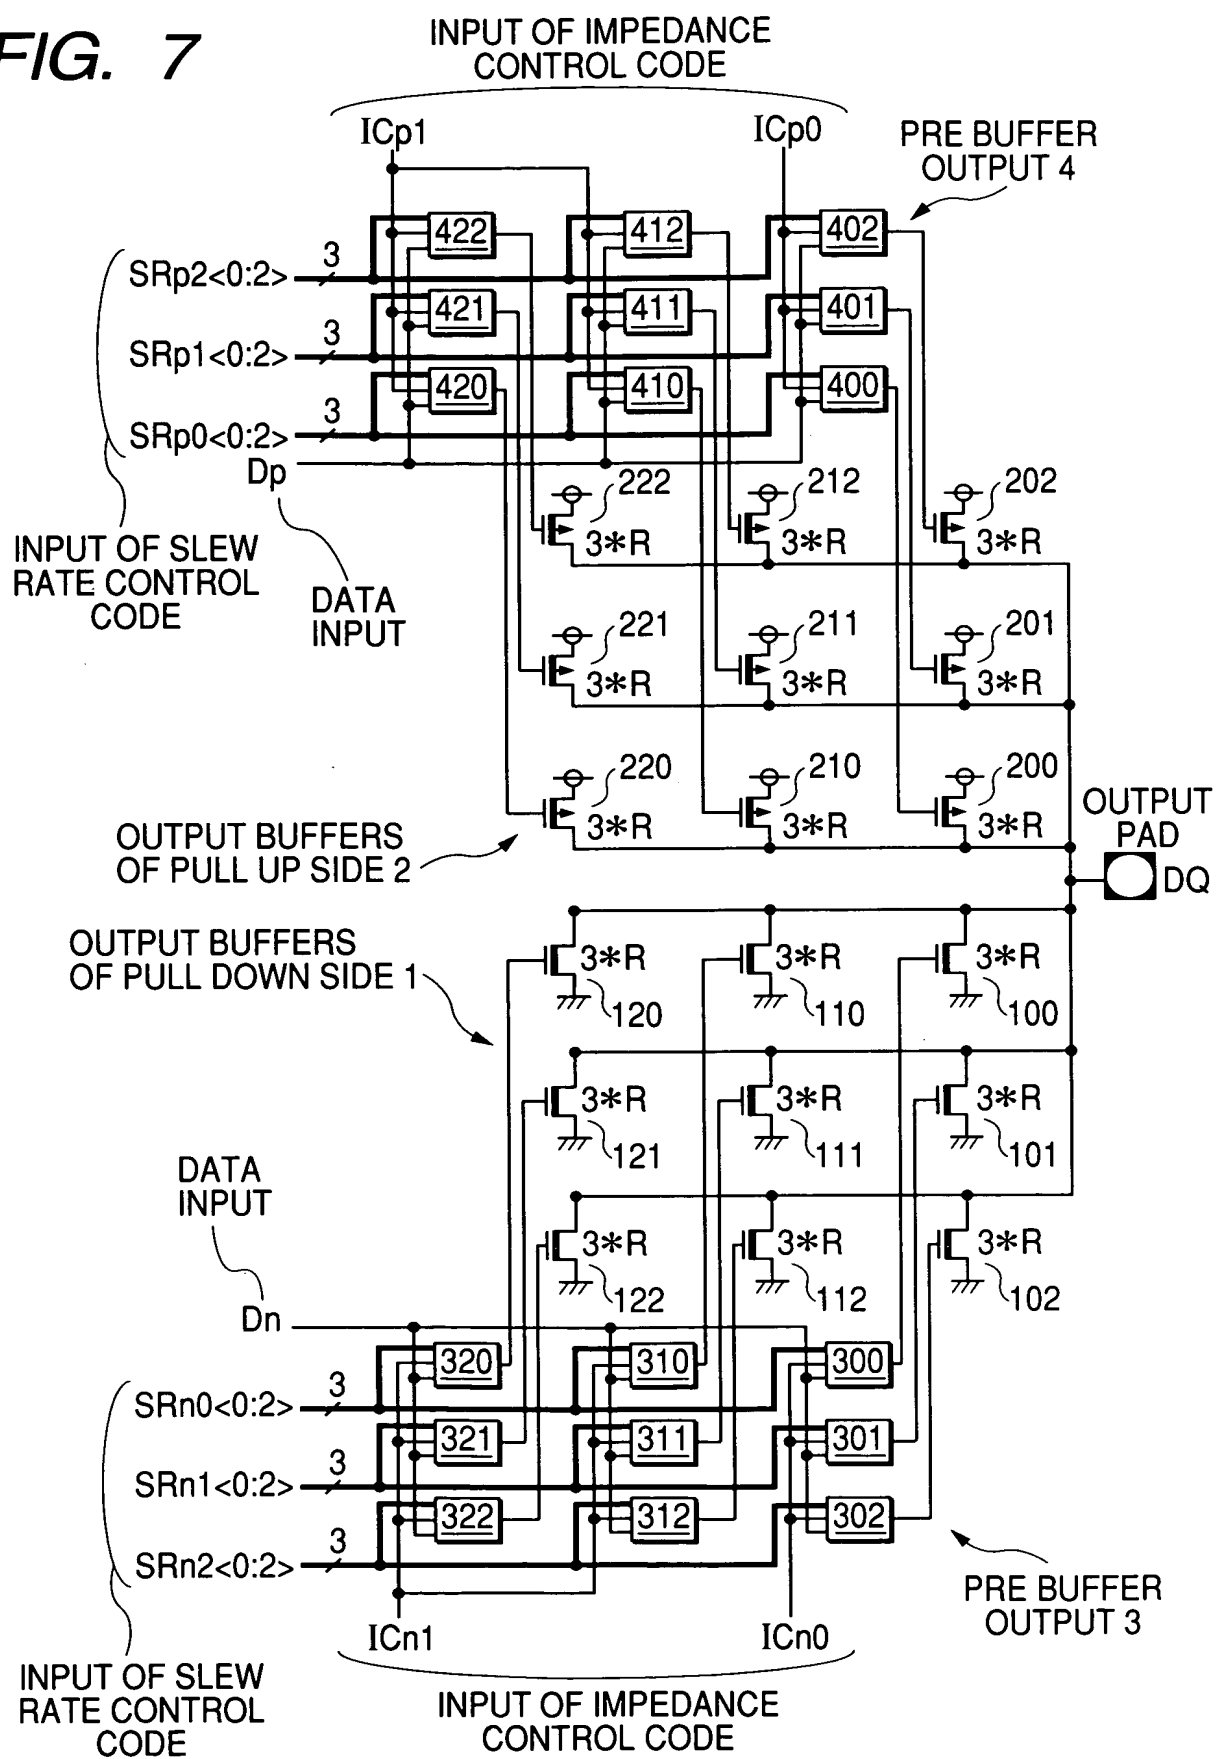 FIG. 7
INPUT OF IMPEDANCE
CONTROL CODE
ICp1
ICp0
PRE BUFFER
OUTPUT 4
422
412
402
SRp2<0:2>
3
421
411
401
SRp1<0:2>
3
420
410
400
SRp0<0:2>
3
Dp
INPUT OF SLEW
RATE CONTROL
CODE
DATA
INPUT
222
3*R
212
3*R
202
3*R
221
3*R
211
3*R
201
3*R
220
3*R
210
3*R
200
3*R
OUTPUT BUFFERS
OF PULL UP SIDE 2
OUTPUT
PAD
DQ
OUTPUT BUFFERS
OF PULL DOWN SIDE 1
3*R
120
3*R
110
3*R
100
3*R
121
3*R
111
3*R
101
3*R
122
3*R
112
3*R
102
DATA
INPUT
Dn
320
310
300
SRn0<0:2>
3
321
311
301
SRn1<0:2>
3
322
312
302
SRn2<0:2>
3
PRE BUFFER
OUTPUT 3
ICn1
ICn0
INPUT OF SLEW
RATE CONTROL
CODE
INPUT OF IMPEDANCE
CONTROL CODE